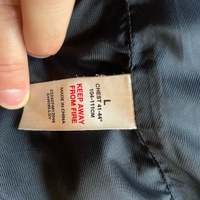 L
CHEST 41-44"
104-111CM
KEEP AWAY
FROM FIRE
MADE IN CHINA